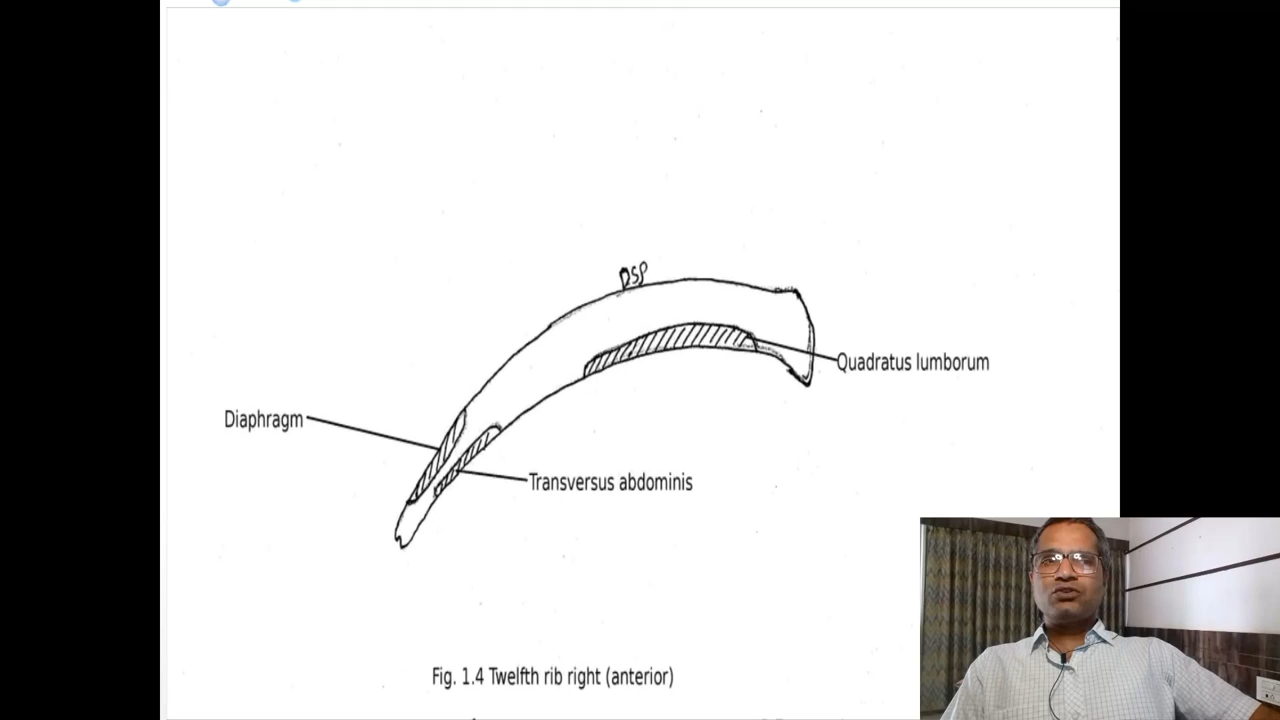 DSP
Quadratus lumborum
Diaphragm
Transversus abdominis
Fig. 1.4 Twelfth rib right (anterior)